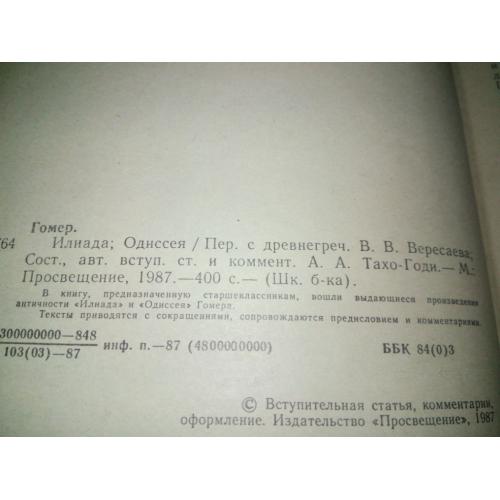 Гомер.
764 Илиада; Одиссея / Пер. с древнегреч. В. В. Вересаева;
Сост., авт. вступ. ст. и коммент. А. А. Тахо-Годи.— М.:
Просвещение, 1987.—400 с.— (Шк. б-ка).
В книгу, предназначенную старшеклассникам, вошли выдающиеся произведения
античности «Илиада» и «Одиссея» Гомера.
Тексты приводятся с сокращениями, сопровождаются предисловием и комментариями.
300000000—848
103(03)—87 инф. п.—87 (4800000000) ББК 84(0)3
© Вступительная статья, комментарии,
оформление. Издательство «Просвещение», 1987